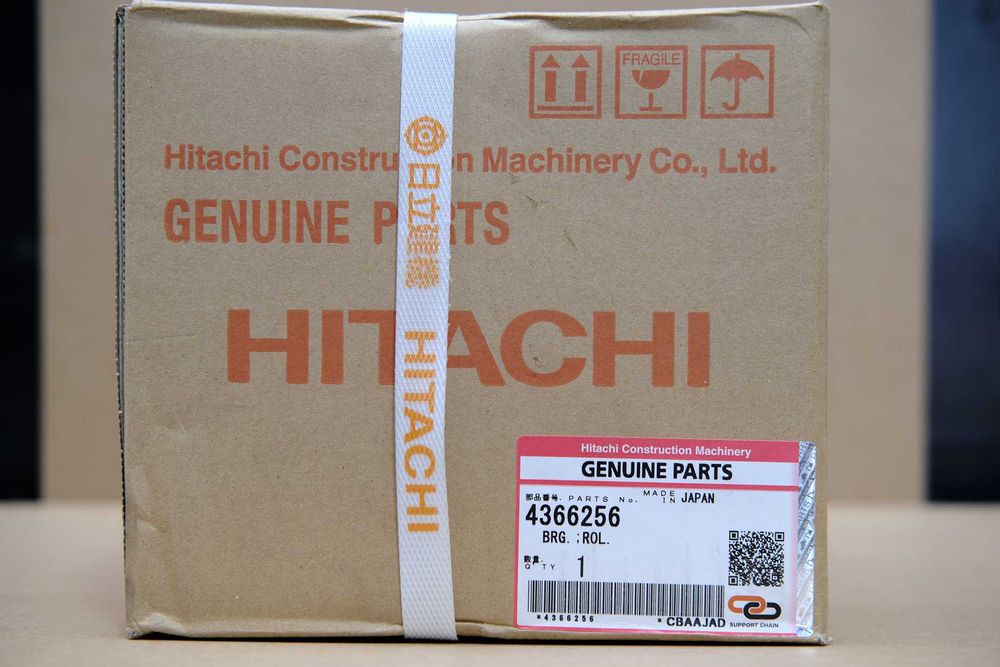 FRAGILE
Hitachi Constru n Machinery Co., Ltd.
GENUINE P RTS
HITACHI
日立建機
HITACHI
Hitachi Construction Machinery
GENUINE PARTS
部品番号. PARTS No. MADE IN JAPAN
4366256
BRG. ;ROL.
数量.
Q'TY 1
*4366256 *CBAAJAD
SUPPORT CHAIN